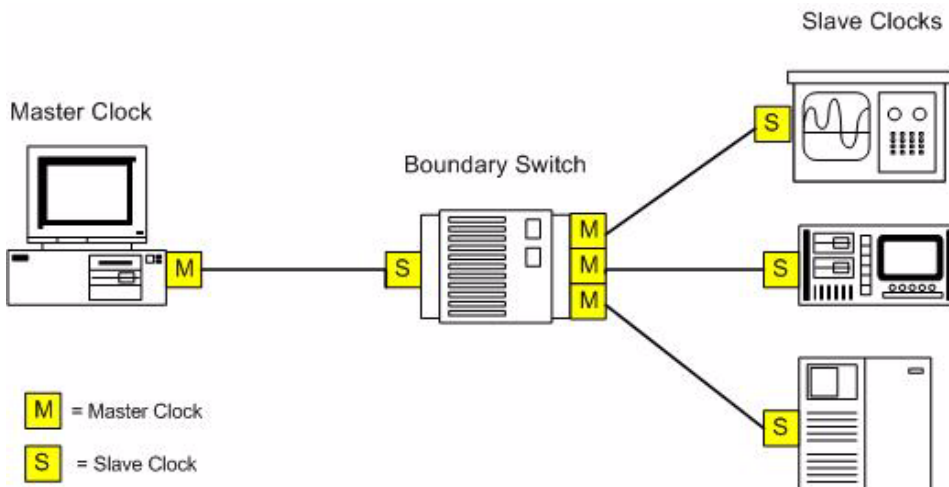 Slave Clocks
Master Clock
S
Boundary Switch
M
M
S
M
S
M
S
M = Master Clock
S = Slave Clock